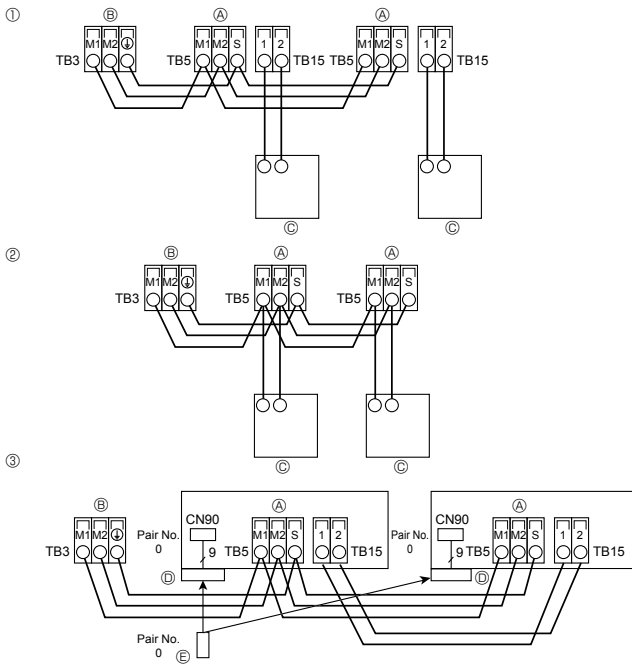 ①
Ⓑ Ⓐ Ⓐ
M1 M2 M1 M2 S 1 2 M1 M2 S 1 2
TB3 TB5 TB15 TB5 TB15
Ⓒ Ⓒ
②
Ⓑ Ⓐ Ⓐ
M1 M2 M1 M2 S M1 M2 S
TB3 TB5 TB5
Ⓒ Ⓒ
③
Ⓑ Ⓐ Ⓐ
CN90 CN90
M1 M2 M1 M2 S 1 2 M1 M2 S 1 2
Pair No. Pair No.
0 0
TB3 9 TB5 TB15 9 TB5 TB15
Ⓓ Ⓓ
Pair No.
0 Ⓔ